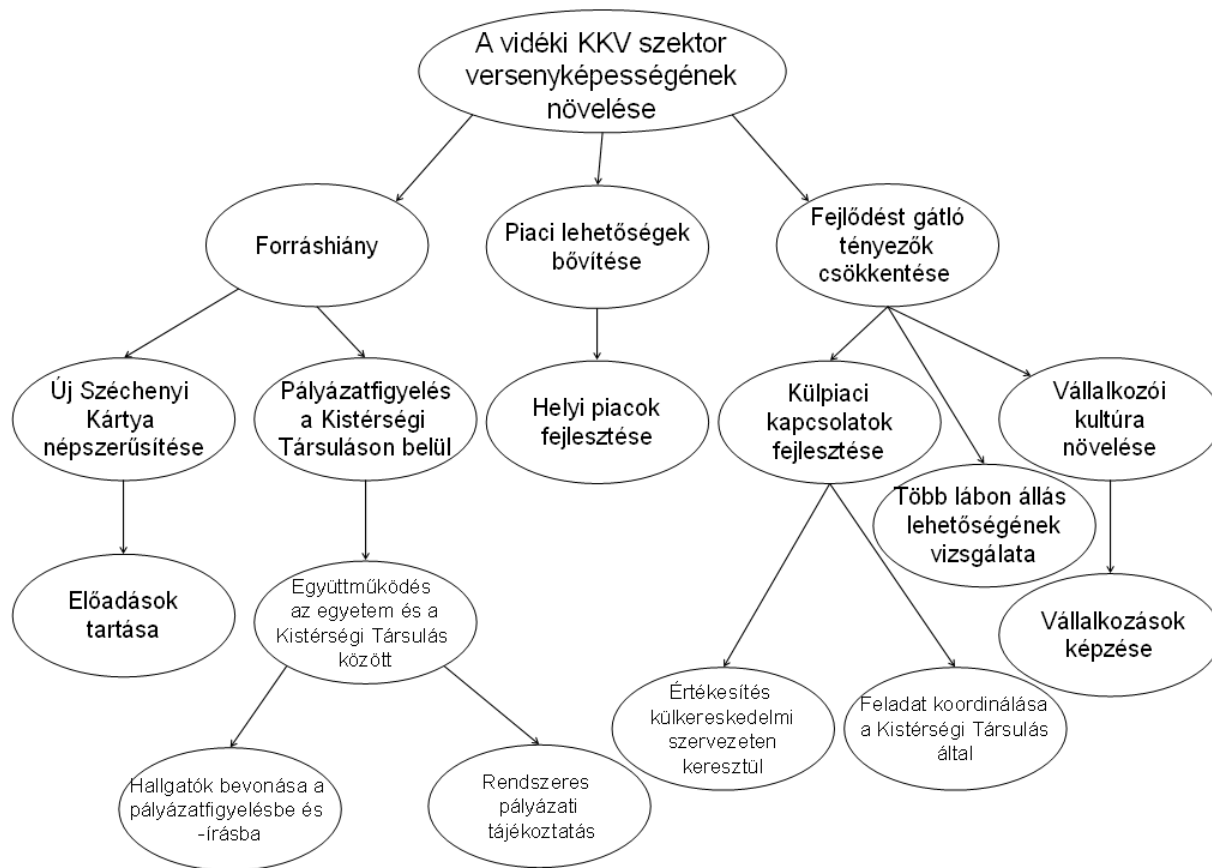 A vidéki KKV szektor
versenyképességének
növelése
Forráshiány
Piaci lehetőségek
bővítése
Fejlődést gátló
tényezők
csökkentése
Új Széchenyi
Kártya
népszerűsítése
Pályázatfigyelés
a Kistérségi
Társuláson belül
Helyi piacok
fejlesztése
Külpiaci
kapcsolatok
fejlesztése
Vállalkozói
kultúra
növelése
Több lábon állás
lehetőségének
vizsgálata
Előadások
tartása
Együttműködés
az egyetem és a
Kistérségi Társulás
között
Vállalkozások
képzése
Értékesítés
külkereskedelmi
szervezeten
keresztül
Feladat koordinálása
a Kistérségi Társulás
által
Hallgatók bevonása a
pályázatfigyelésbe és
-írásba
Rendszeres
pályázati
tájékoztatás